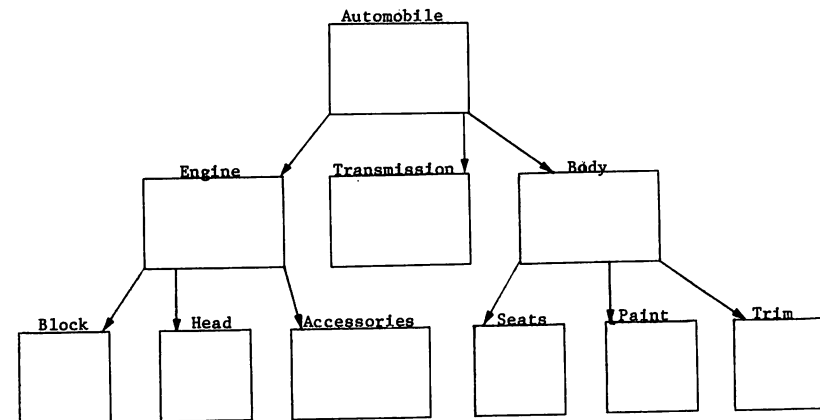 Automobile
Engine
Transmission
Body
Block
Head
Accessories
Seats
Paint
Trim